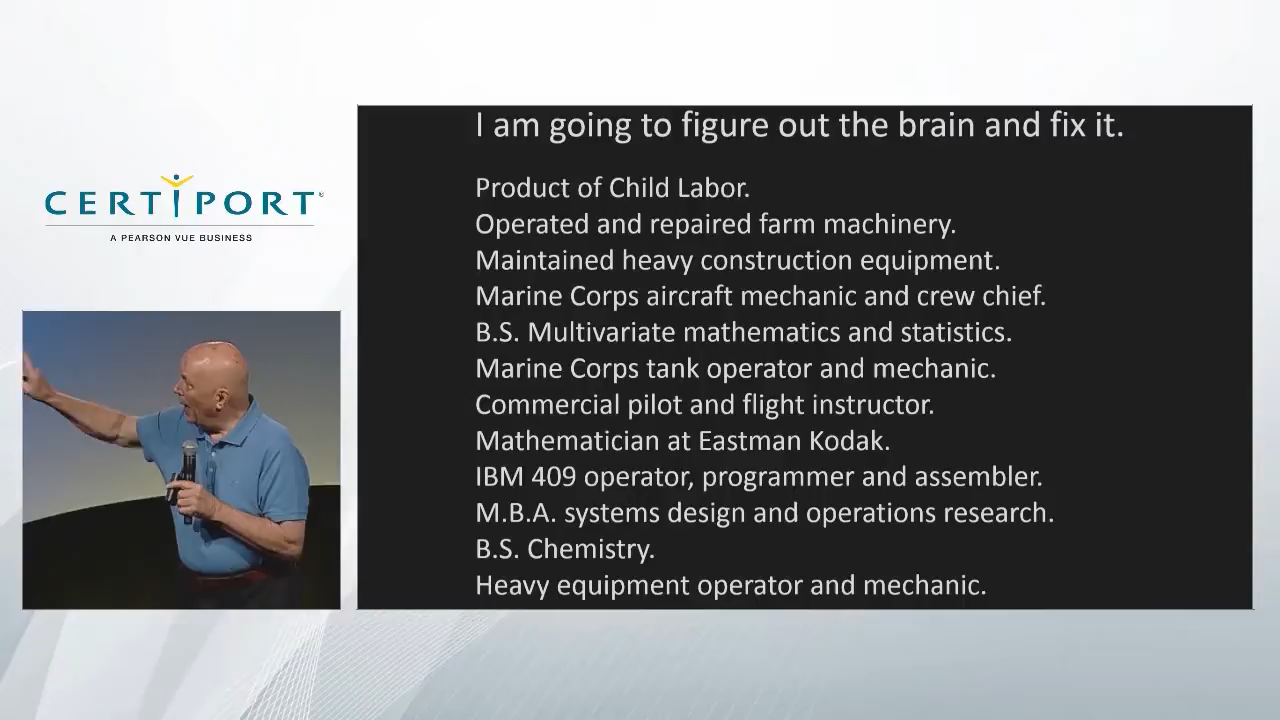 CERTIPORT®
A PEARSON VUE BUSINESS
I am going to figure out the brain and fix it.
Product of Child Labor.
Operated and repaired farm machinery.
Maintained heavy construction equipment.
Marine Corps aircraft mechanic and crew chief.
B.S. Multivariate mathematics and statistics.
Marine Corps tank operator and mechanic.
Commercial pilot and flight instructor.
Mathematician at Eastman Kodak.
IBM 409 operator, programmer and assembler.
M.B.A. systems design and operations research.
B.S. Chemistry.
Heavy equipment operator and mechanic.